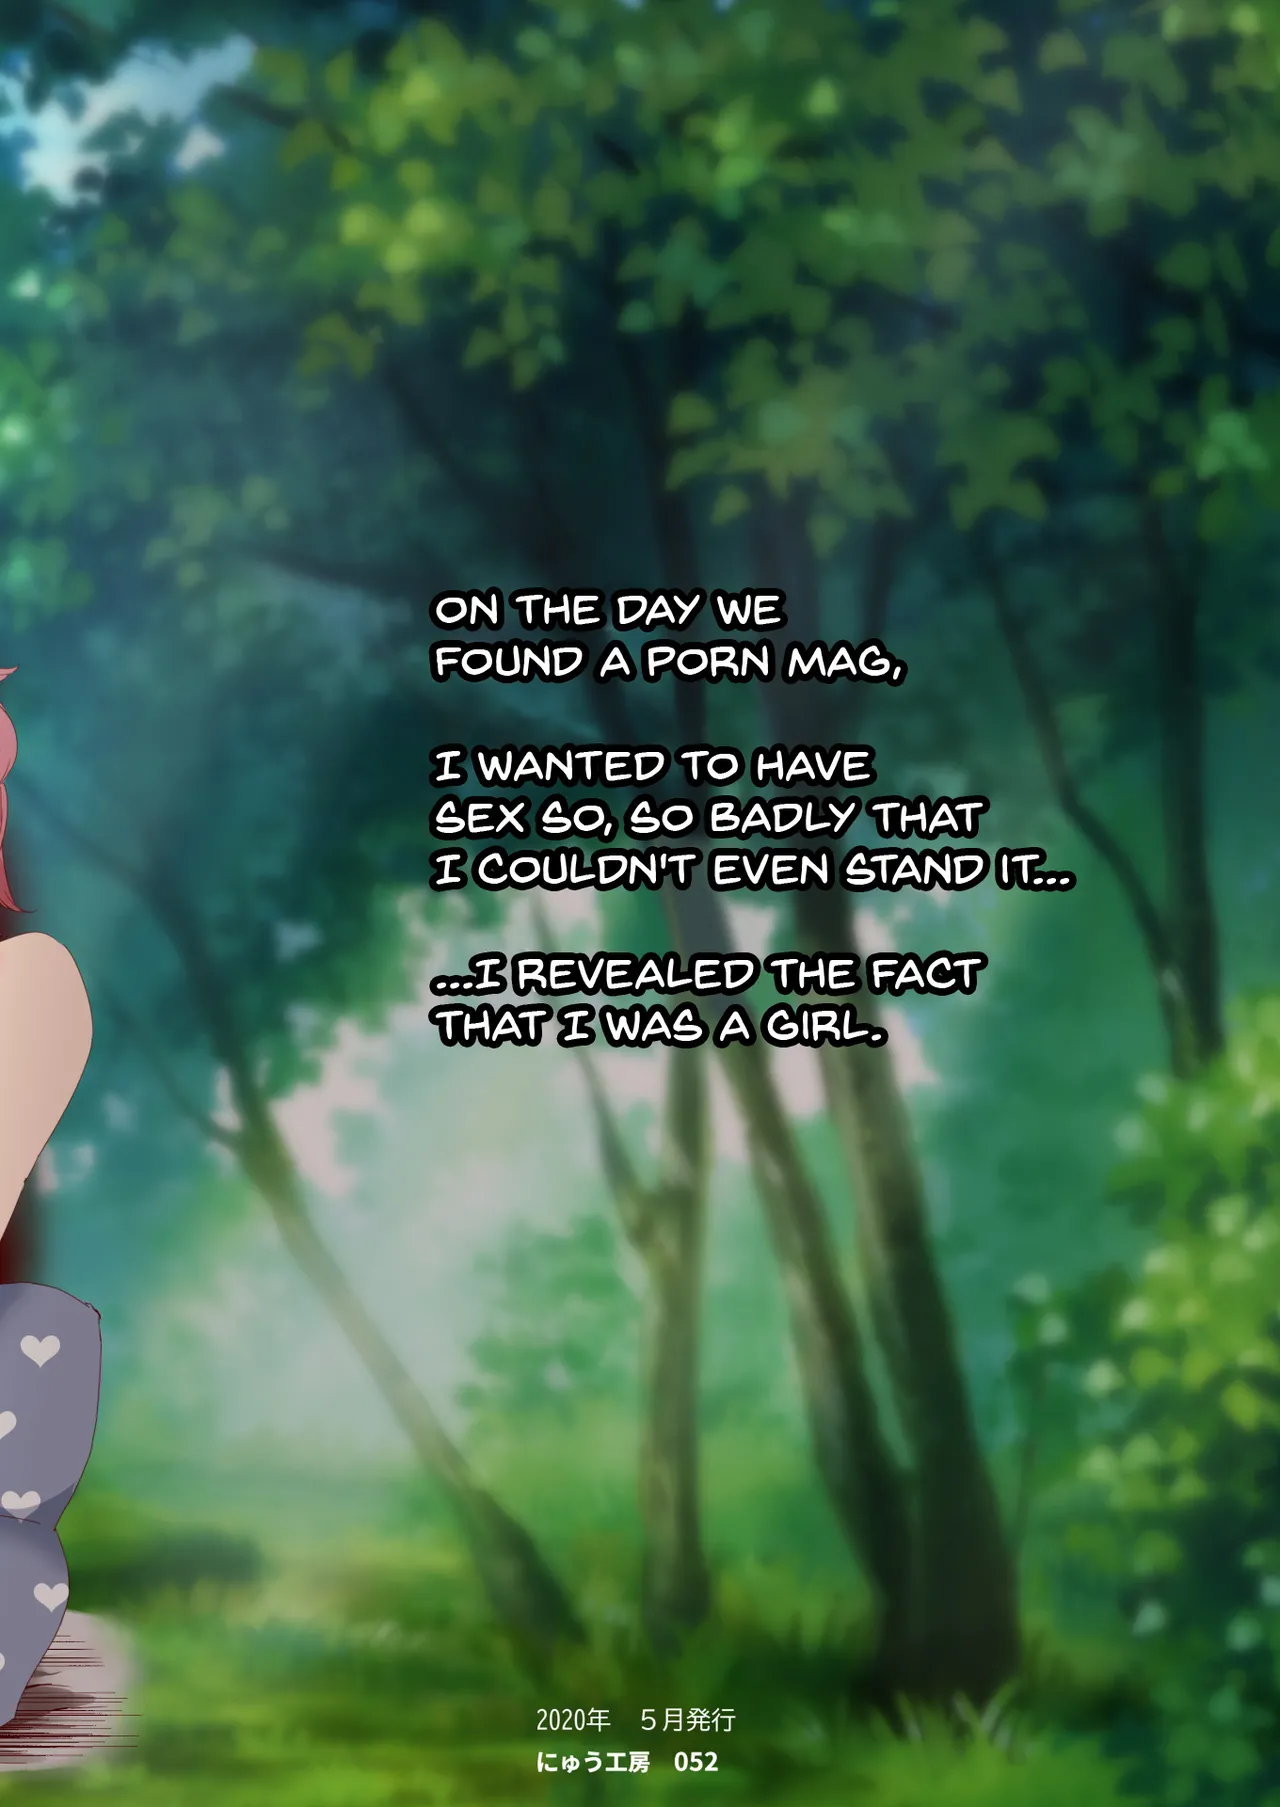 ON THE DAY WE
FOUND A PORN MAG,
I WANTED TO HAVE
SEX SO, SO BADLY THAT
I COULDN'T EVEN STAND IT...
...I REVEALED THE FACT
THAT I WAS A GIRL.
2020年　５月発行
にゅう工房　052